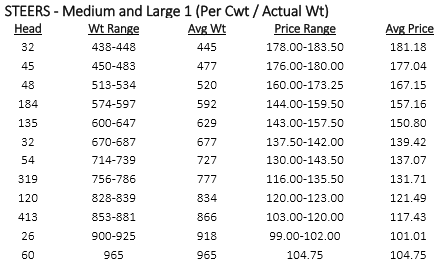 STEERS - Medium and Large 1 (Per Cwt / Actual Wt)
Head Wt Range Avg Wt Price Range Avg Price
32 438-448 445 178.00-183.50 181.18
45 450-483 477 176.00-180.00 177.04
48 513-534 520 160.00-173.25 167.15
184 574-597 592 144.00-159.50 157.16
135 600-647 629 143.00-157.50 150.80
32 670-687 677 137.50-142.00 139.42
54 714-739 727 130.00-143.50 137.07
319 756-786 777 116.00-135.50 131.71
120 828-839 834 120.00-123.00 121.49
413 853-881 866 103.00-120.00 117.43
26 900-925 918 99.00-102.00 101.01
60 965 965 104.75 104.75